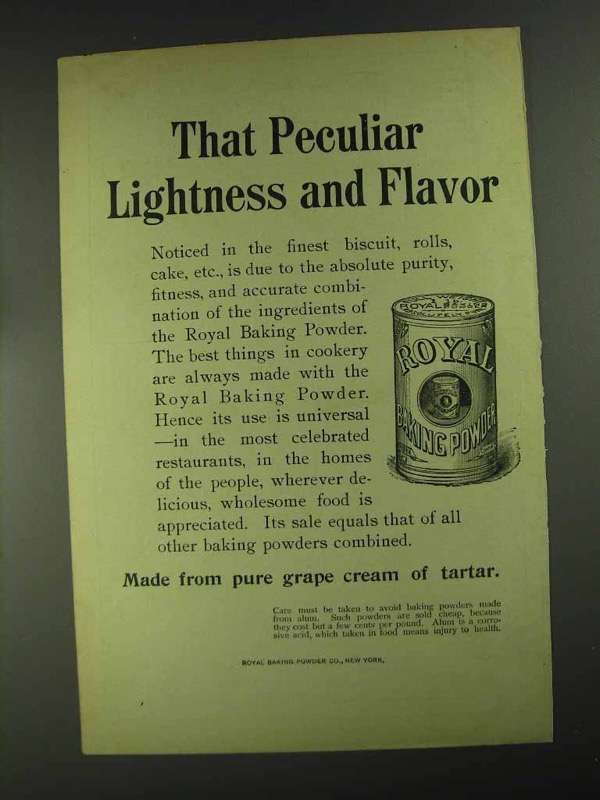 That Peculiar
Lightness and Flavor
Noticed in the finest biscuit, rolls,
cake, etc., is due to the absolute purity,
fitness, and accurate combi-
nation of the ingredients of
the Royal Baking Powder.
The best things in cookery
are always made with the
Royal Baking Powder.
Hence its use is universal
—in the most celebrated
restaurants, in the homes
of the people, wherever de-
licious, wholesome food is
appreciated. Its sale equals that of all
other baking powders combined.
ROYAL
ROYAL
BAKING POWDER
Made from pure grape cream of tartar.
Care must be taken to avoid baking powders made
from alum. Such powders are sold cheap, because
they cost but a few cents per pound. Alum is a corro-
sive acid, which taken in food means injury to health.
ROYAL BAKING POWDER CO., NEW YORK.